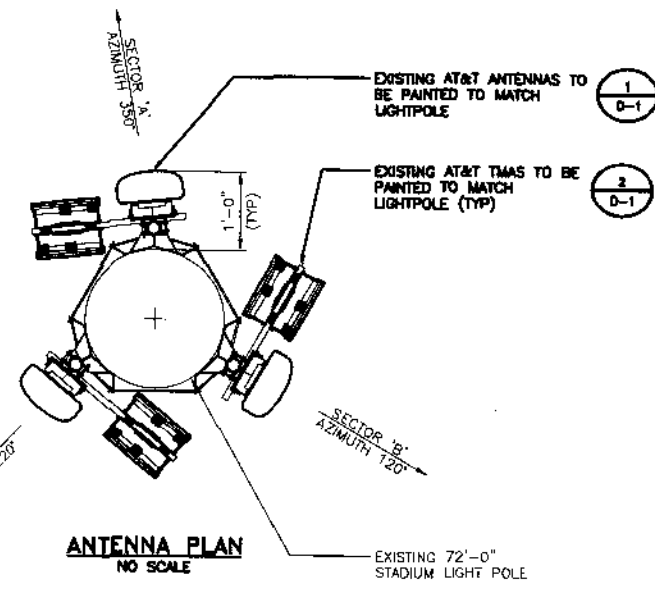 SECTOR 'A'
AZIMUTH 350°
EXISTING AT&T ANTENNAS TO
BE PAINTED TO MATCH
LIGHTPOLE
1
D-1
EXISTING AT&T TMAS TO BE
PAINTED TO MATCH
LIGHTPOLE (TYP)
2
D-1
1'-0"
(TYP)
SECTOR 'B'
AZIMUTH 120°
20°
ANTENNA PLAN
NO SCALE
EXISTING 72'-0"
STADIUM LIGHT POLE